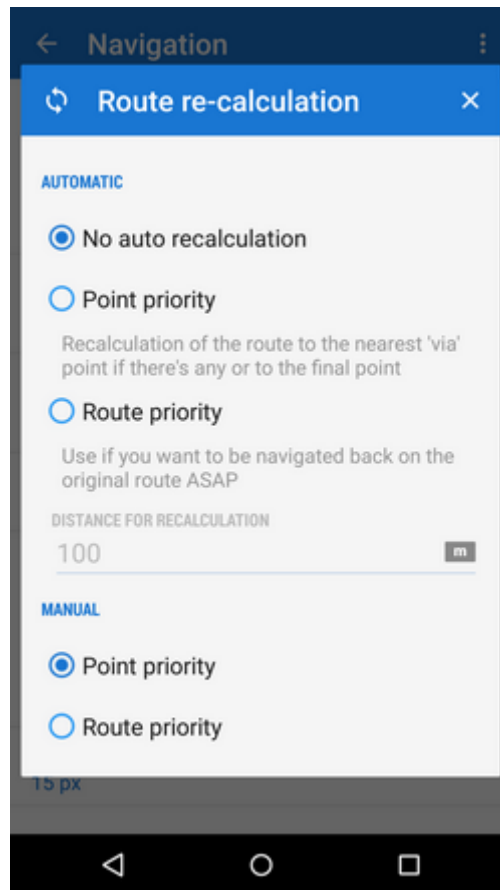 Navigation
Route re-calculation
AUTOMATIC
No auto recalculation
Point priority
Recalculation of the route to the nearest 'via'
point if there's any or to the final point
Route priority
Use if you want to be navigated back on the
original route ASAP
DISTANCE FOR RECALCULATION
100 m
MANUAL
Point priority
Route priority
15 px